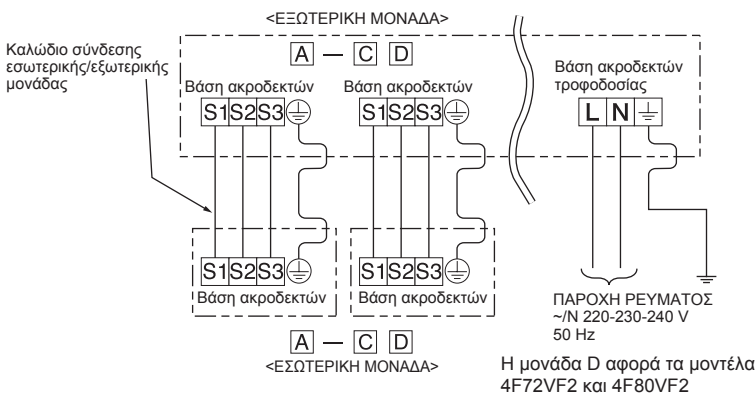 <ΕΞΩΤΕΡΙΚΗ ΜΟΝΑΔΑ>
A — C D
Καλώδιο σύνδεσης
εσωτερικής/εξωτερικής
μονάδας
Βάση ακροδεκτών
S1 S2 S3
Βάση ακροδεκτών
S1 S2 S3
Βάση ακροδεκτών
τροφοδοσίας
L N
S1 S2 S3
Βάση ακροδεκτών
S1 S2 S3
Βάση ακροδεκτών
ΠΑΡΟΧΗ ΡΕΥΜΑΤΟΣ
~/N 220-230-240 V
50 Hz
A — C D
<ΕΣΩΤΕΡΙΚΗ ΜΟΝΑΔΑ>
Η μονάδα D αφορά τα μοντέλα
4F72VF2 και 4F80VF2